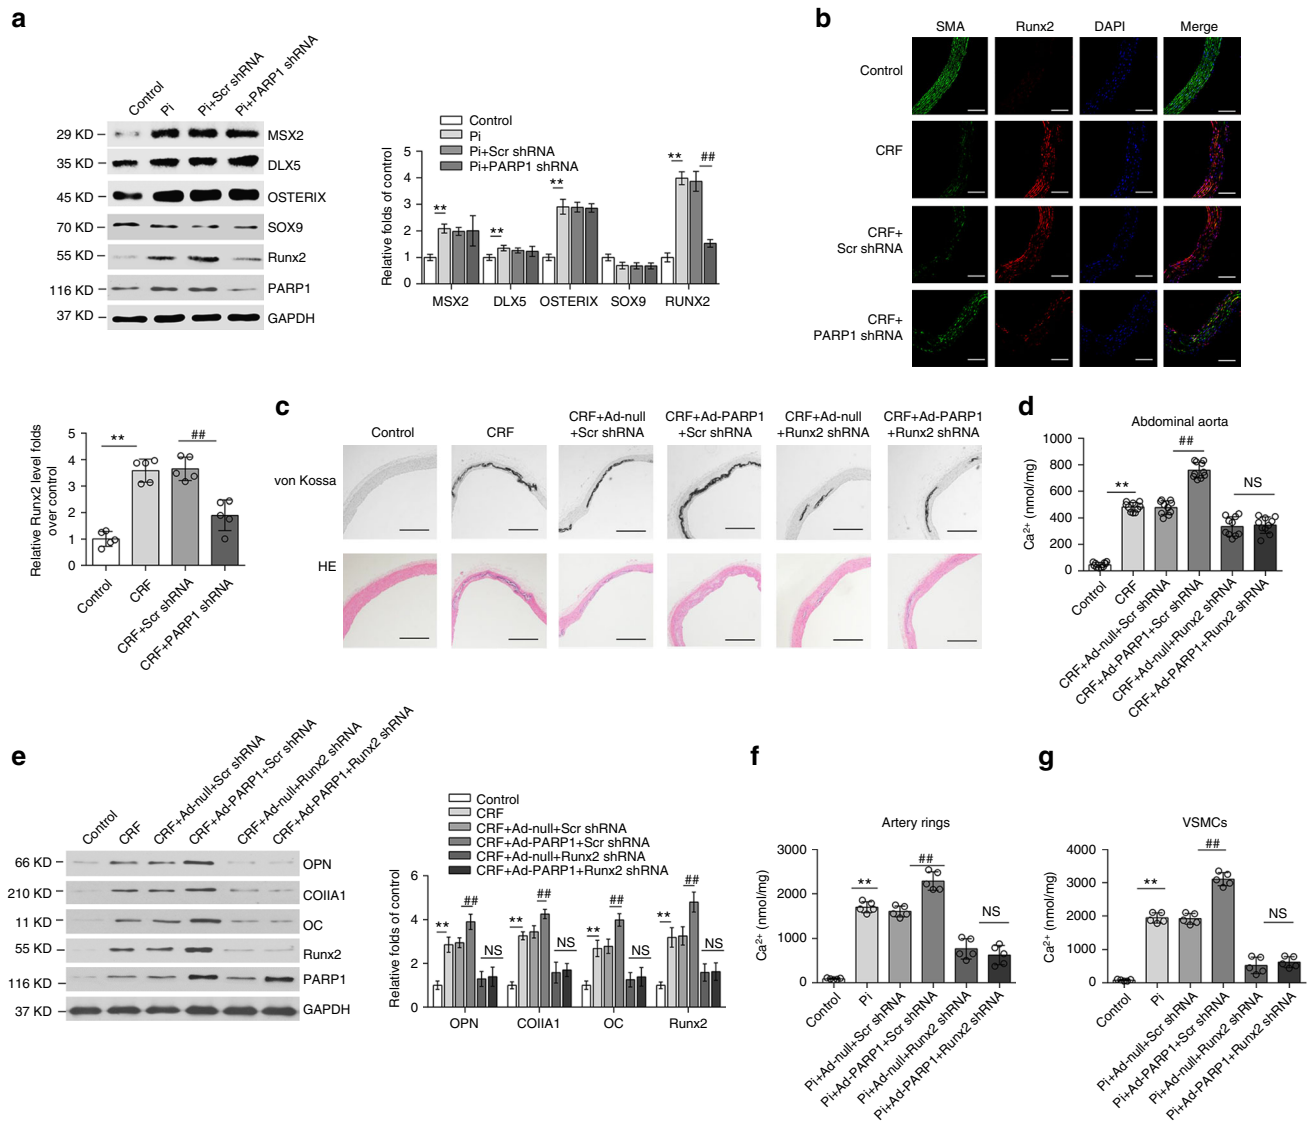 a
Control
Pi
Pi+Scr shRNA
Pi+PARP1 shRNA
29 KD
MSX2
35 KD
DLX5
45 KD
OSTERIX
70 KD
SOX9
55 KD
Runx2
116 KD
PARP1
37 KD
GAPDH
Control
Pi
Pi+Scr shRNA
Pi+PARP1 shRNA
Relative folds of control
5
4
3
2
1
0
**
**
**
**
##
MSX2
DLX5
OSTERIX
SOX9
RUNX2
b
SMA
Runx2
DAPI
Merge
Control
CRF
CRF+
Scr shRNA
CRF+
PARP1 shRNA
Relative Runx2 level folds
over control
5
4
3
2
1
0
**
##
Control
CRF
CRF+Scr shRNA
CRF+PARP1 shRNA
c
Control
CRF
CRF+Ad-null
+Scr shRNA
CRF+Ad-PARP1
+Scr shRNA
CRF+Ad-null
+Runx2 shRNA
CRF+Ad-PARP1
+Runx2 shRNA
von Kossa
HE
d
Abdominal aorta
Ca²⁺ (nmol/mg)
1000
800
600
400
200
0
**
##
NS
Control
CRF
CRF+Ad-null+Scr shRNA
CRF+Ad-PARP1+Scr shRNA
CRF+Ad-null+Runx2 shRNA
CRF+Ad-PARP1+Runx2 shRNA
e
Control
CRF
CRF+Ad-null+Scr shRNA
CRF+Ad-PARP1+Scr shRNA
CRF+Ad-null+Runx2 shRNA
CRF+Ad-PARP1+Runx2 shRNA
66 KD
OPN
210 KD
COIIA1
11 KD
OC
55 KD
Runx2
116 KD
PARP1
37 KD
GAPDH
Control
CRF
CRF+Ad-null+Scr shRNA
CRF+Ad-PARP1+Scr shRNA
CRF+Ad-null+Runx2 shRNA
CRF+Ad-PARP1+Runx2 shRNA
Relative folds of control
6
4
2
0
**
##
NS
**
##
NS
**
##
NS
**
##
NS
OPN
COIIA1
OC
Runx2
f
Artery rings
Ca²⁺ (nmol/mg)
3000
2000
1000
0
**
##
NS
Control
Pi
Pi+Ad-null+Scr shRNA
Pi+Ad-PARP1+Scr shRNA
Pi+Ad-null+Runx2 shRNA
Pi+Ad-PARP1+Runx2 shRNA
g
VSMCs
Ca²⁺ (nmol/mg)
4000
3000
2000
1000
0
**
##
NS
Control
Pi
Pi+Ad-null+Scr shRNA
Pi+Ad-PARP1+Scr shRNA
Pi+Ad-null+Runx2 shRNA
Pi+Ad-PARP1+Runx2 shRNA